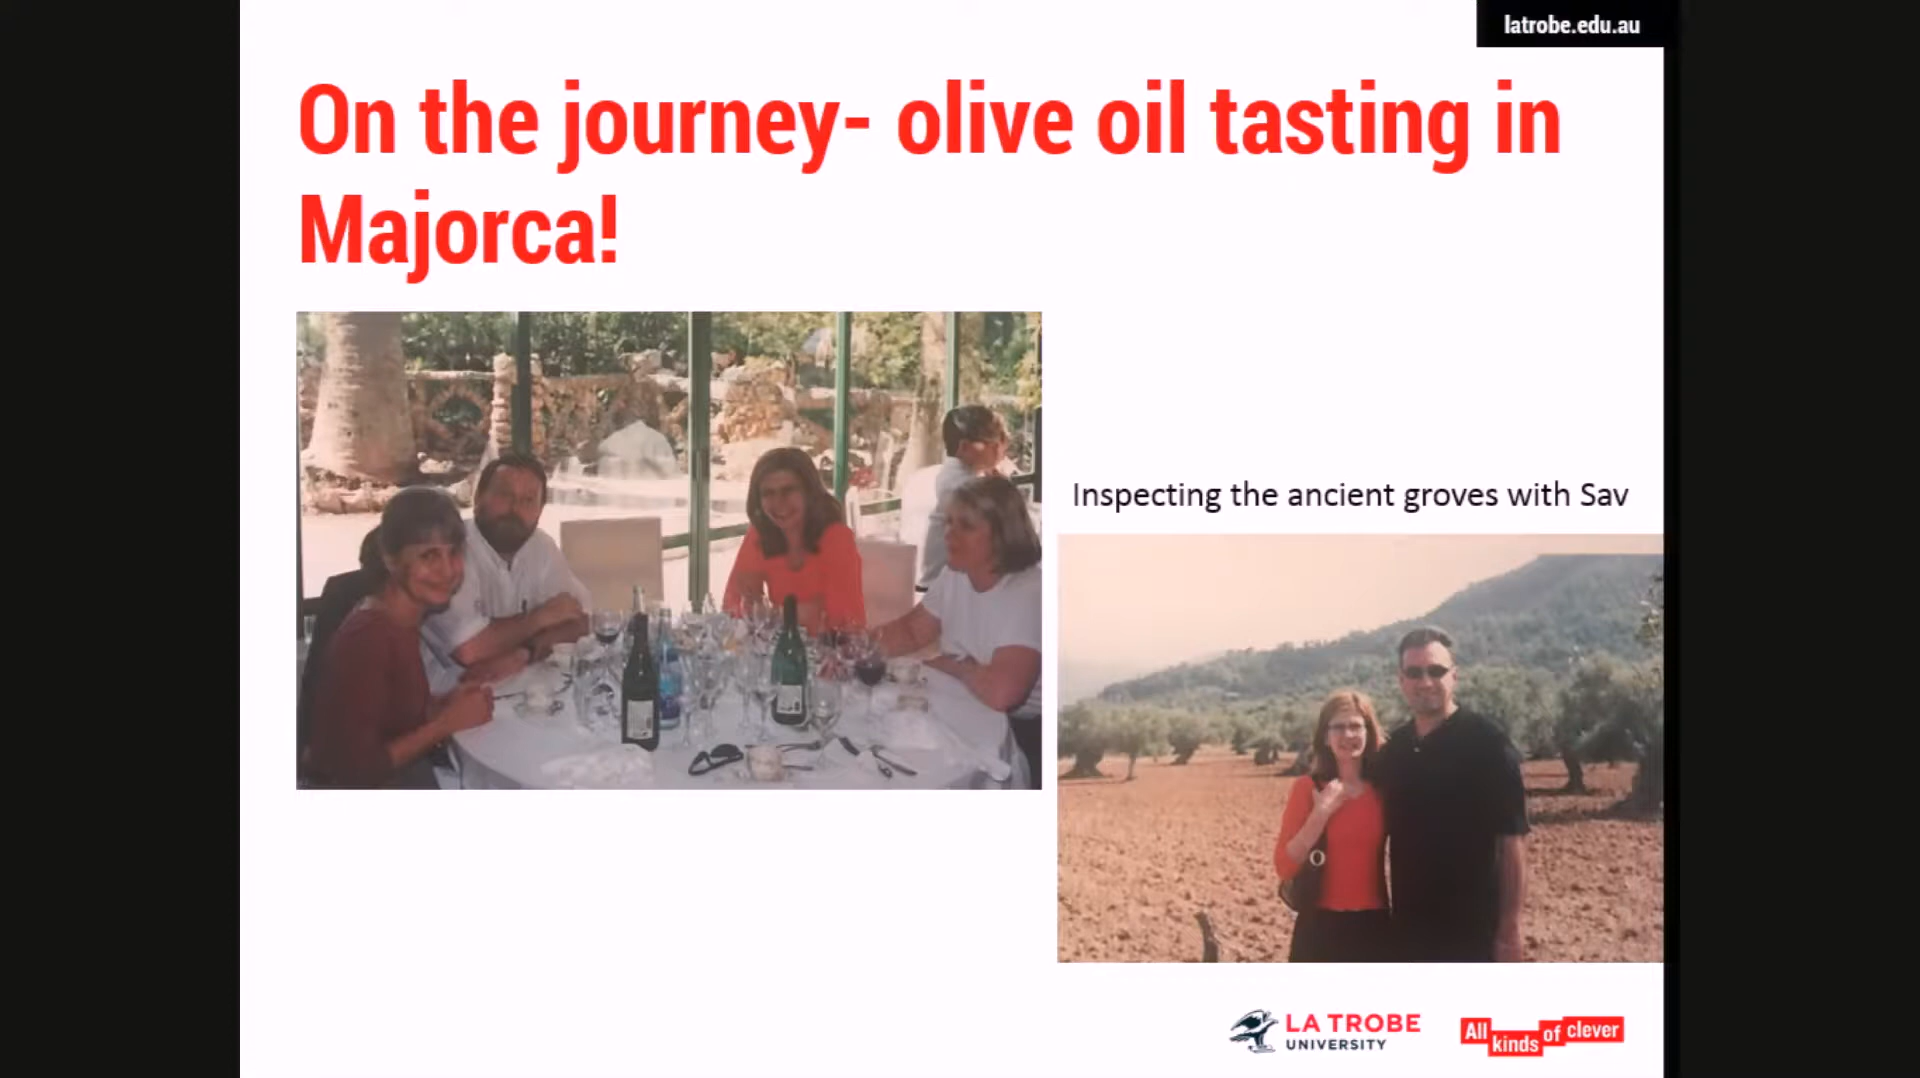 latrobe.edu.au
On the journey- olive oil tasting in
Majorca!
Inspecting the ancient groves with Sav
LA TROBE
UNIVERSITY
All kinds of clever